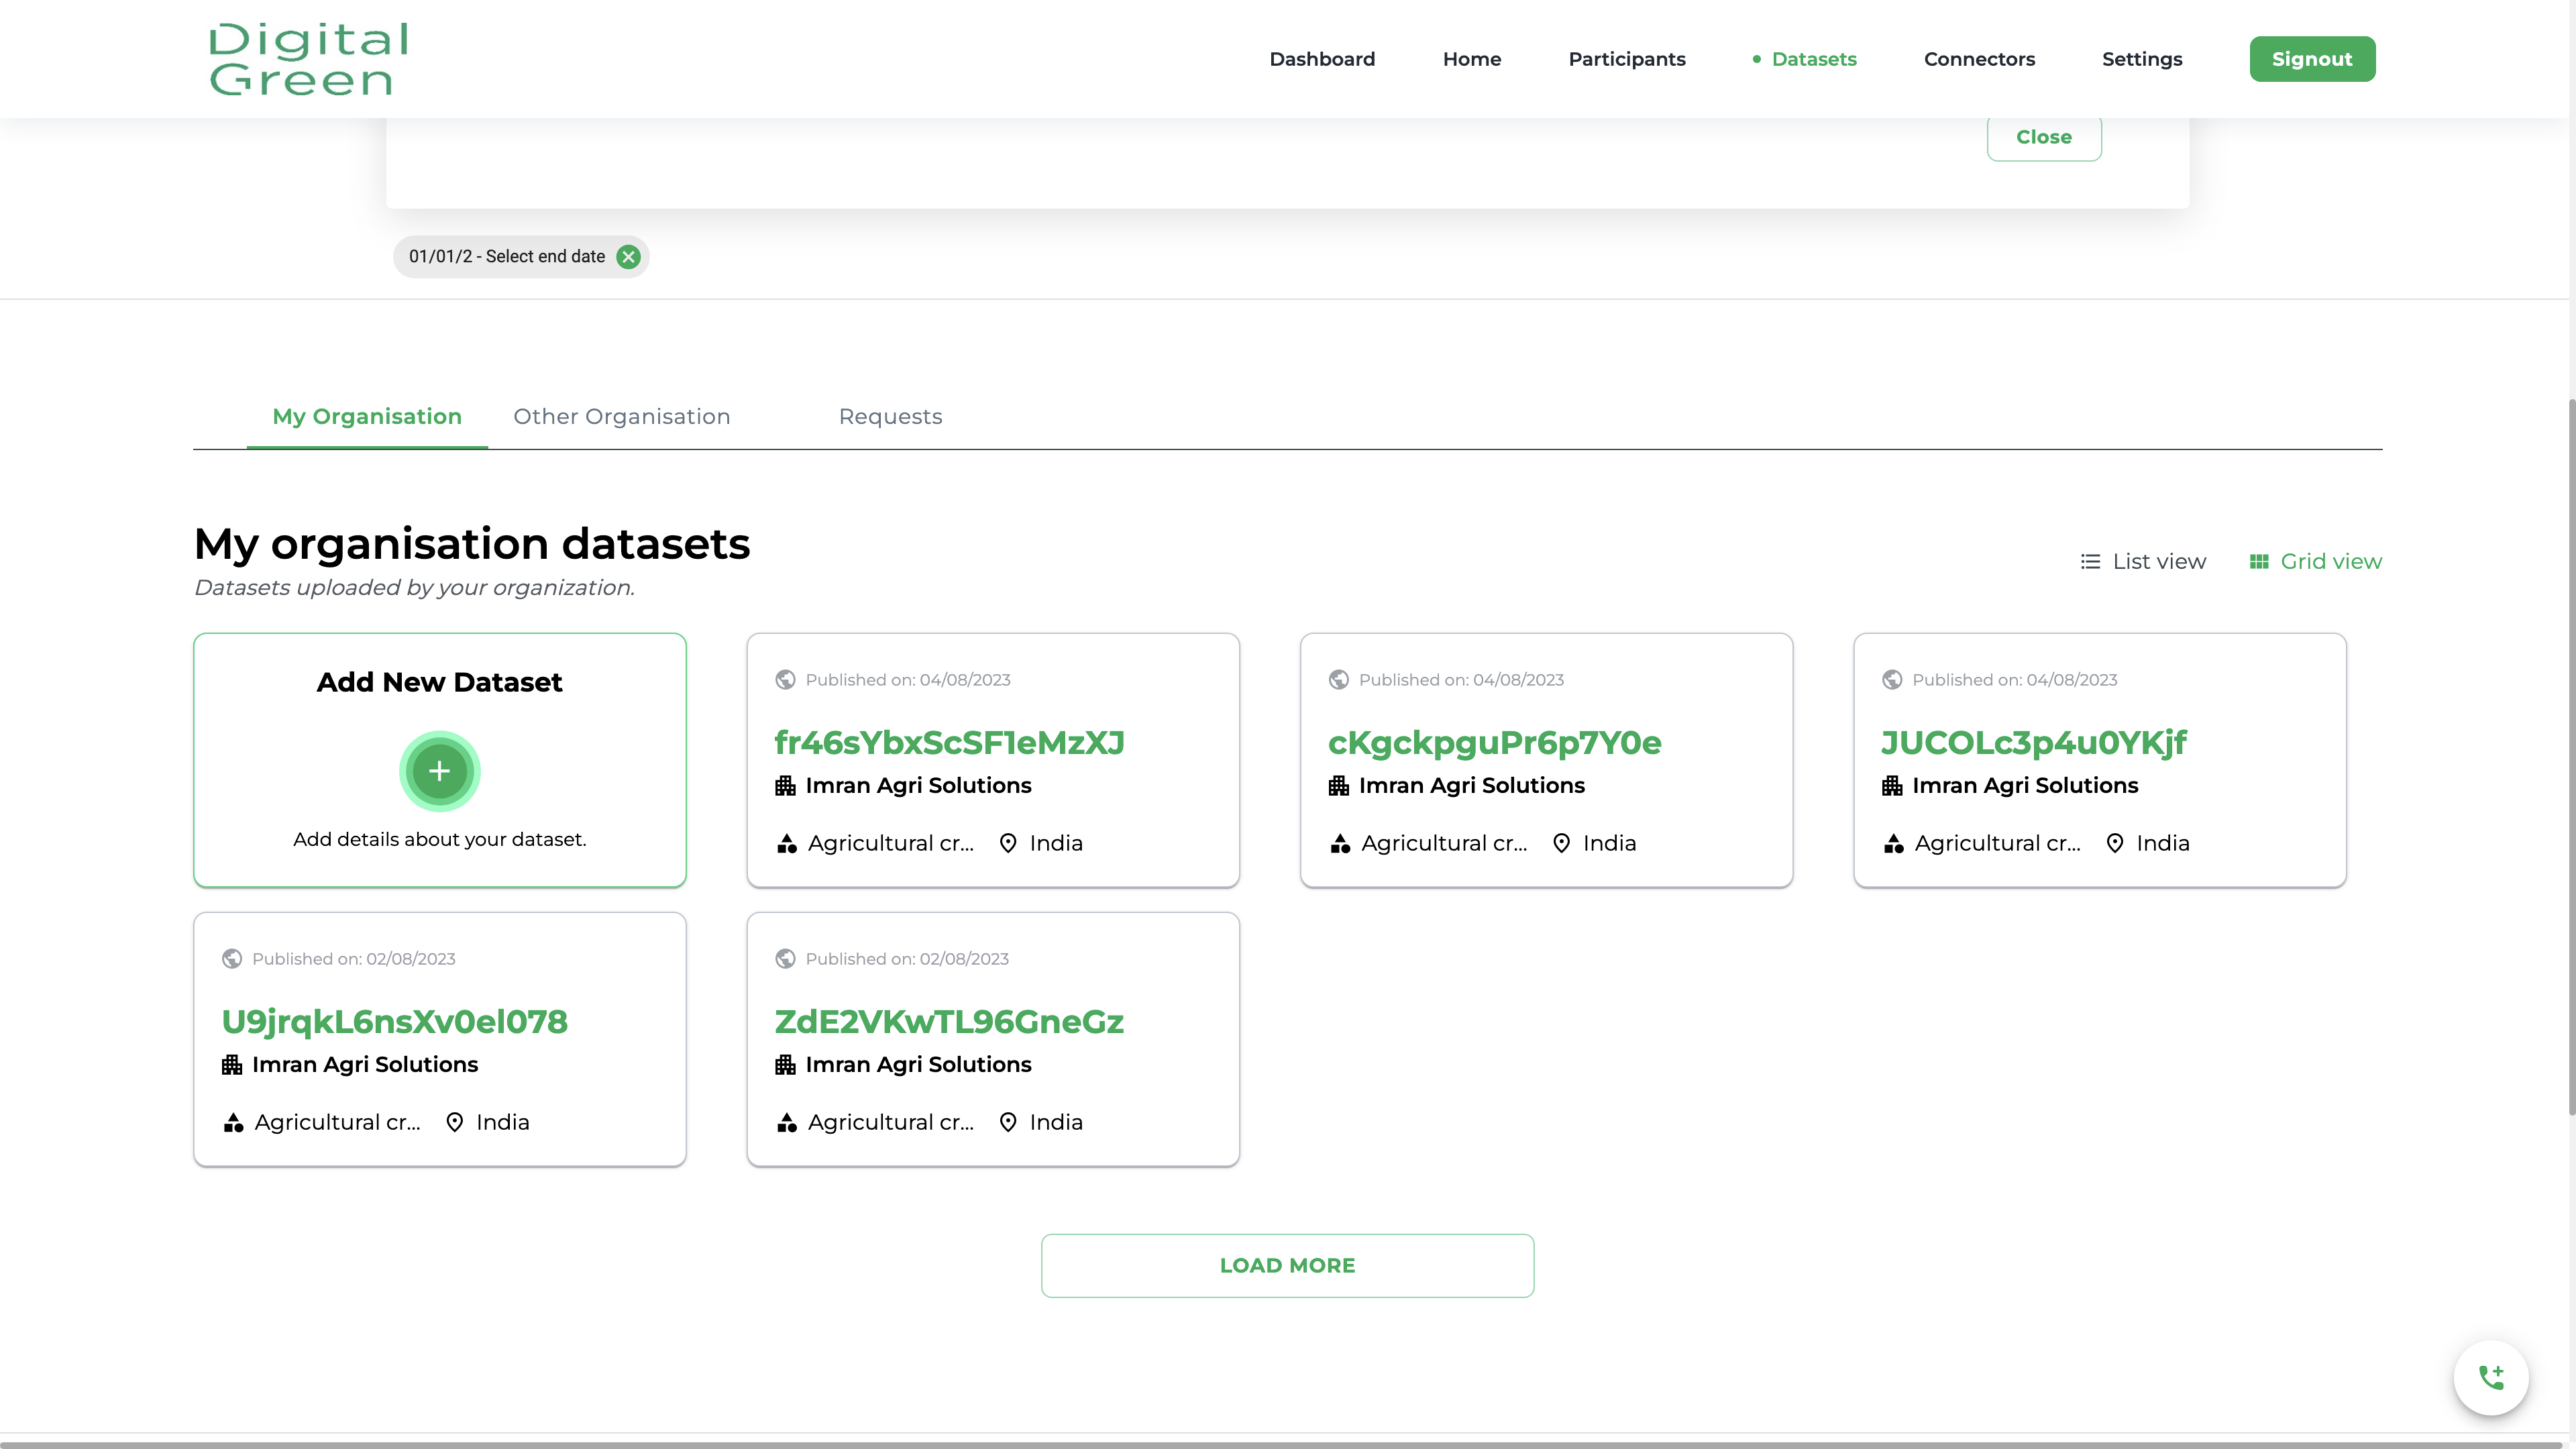 Digital
Green
Dashboard
Home
Participants
Datasets
Connectors
Settings
Signout
Close
01/01/2 - Select end date
My Organisation
Other Organisation
Requests
My organisation datasets
Datasets uploaded by your organization.
List view
Grid view
Add New Dataset
Add details about your dataset.
Published on: 04/08/2023
fr46sYbxScSF1eMzXJ
Imran Agri Solutions
Agricultural cr... India
Published on: 04/08/2023
cKgckpguPr6p7Y0e
Imran Agri Solutions
Agricultural cr... India
Published on: 04/08/2023
JUCOLc3p4u0YKjf
Imran Agri Solutions
Agricultural cr... India
Published on: 02/08/2023
U9jrqkL6nsXv0el078
Imran Agri Solutions
Agricultural cr... India
Published on: 02/08/2023
ZdE2VKwTL96GneGz
Imran Agri Solutions
Agricultural cr... India
LOAD MORE